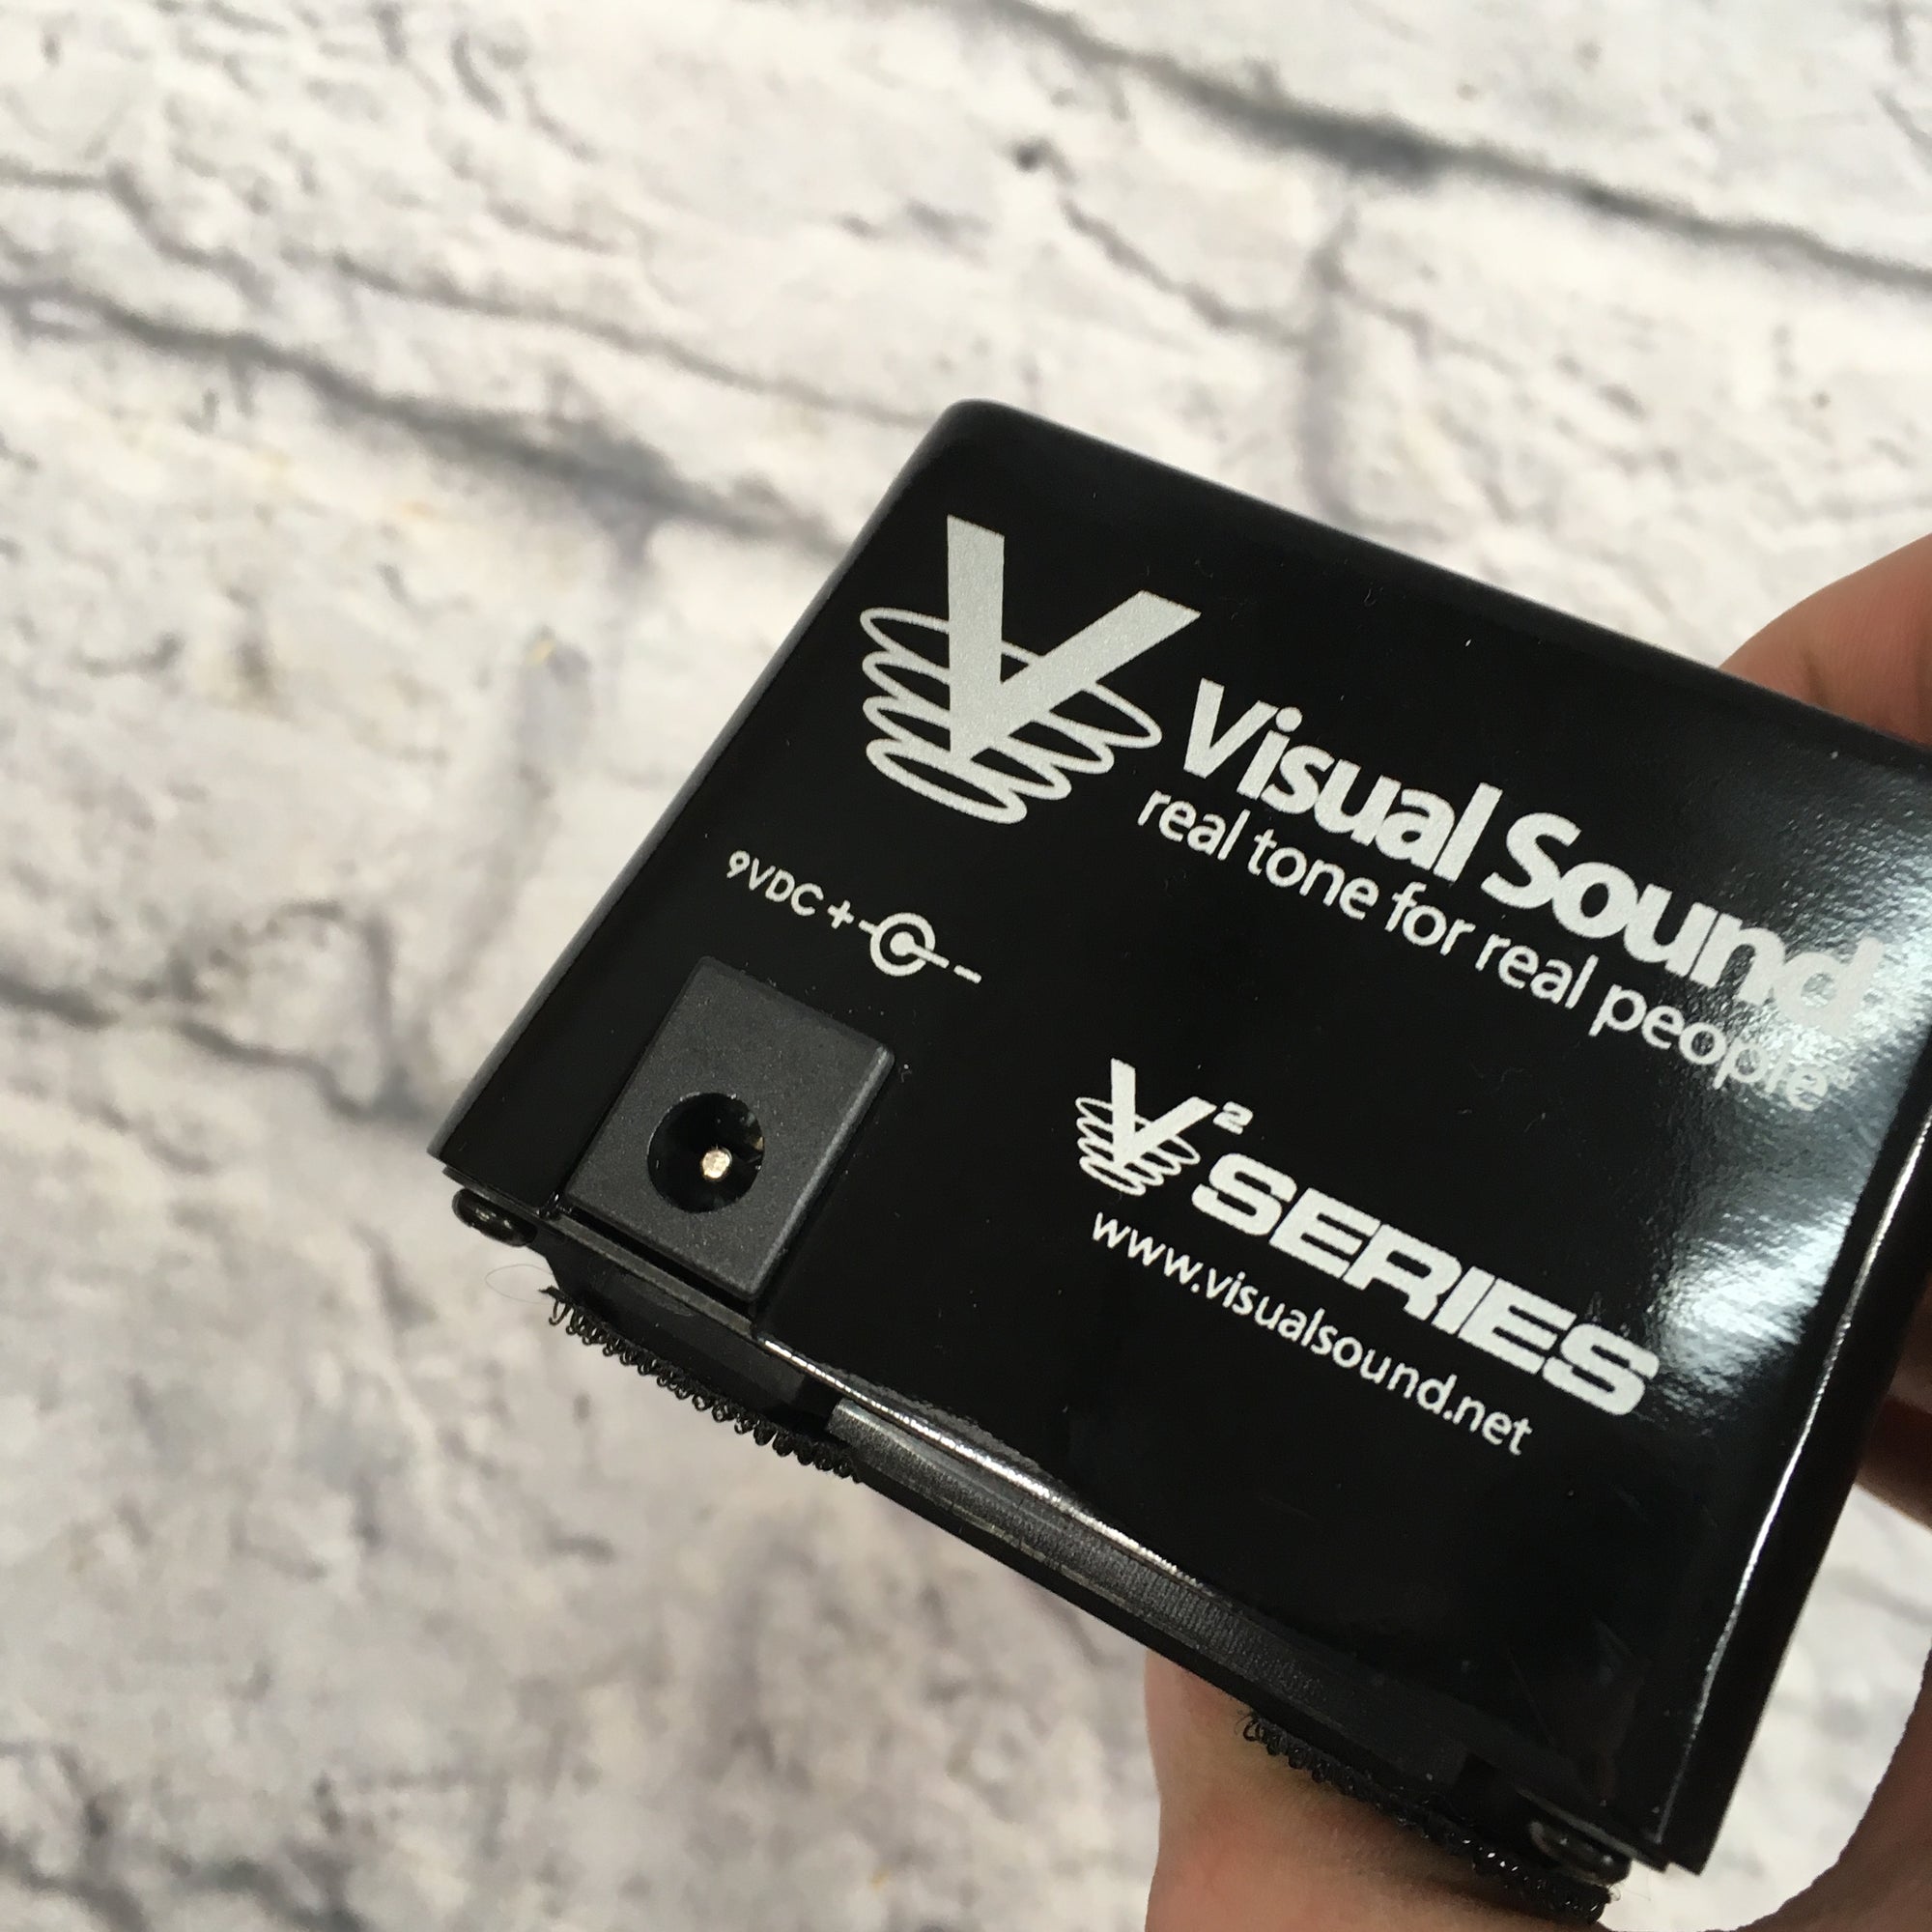 V Visual Sound
real tone for real people
9VDC + -
V² SERIES
www.visualsound.net